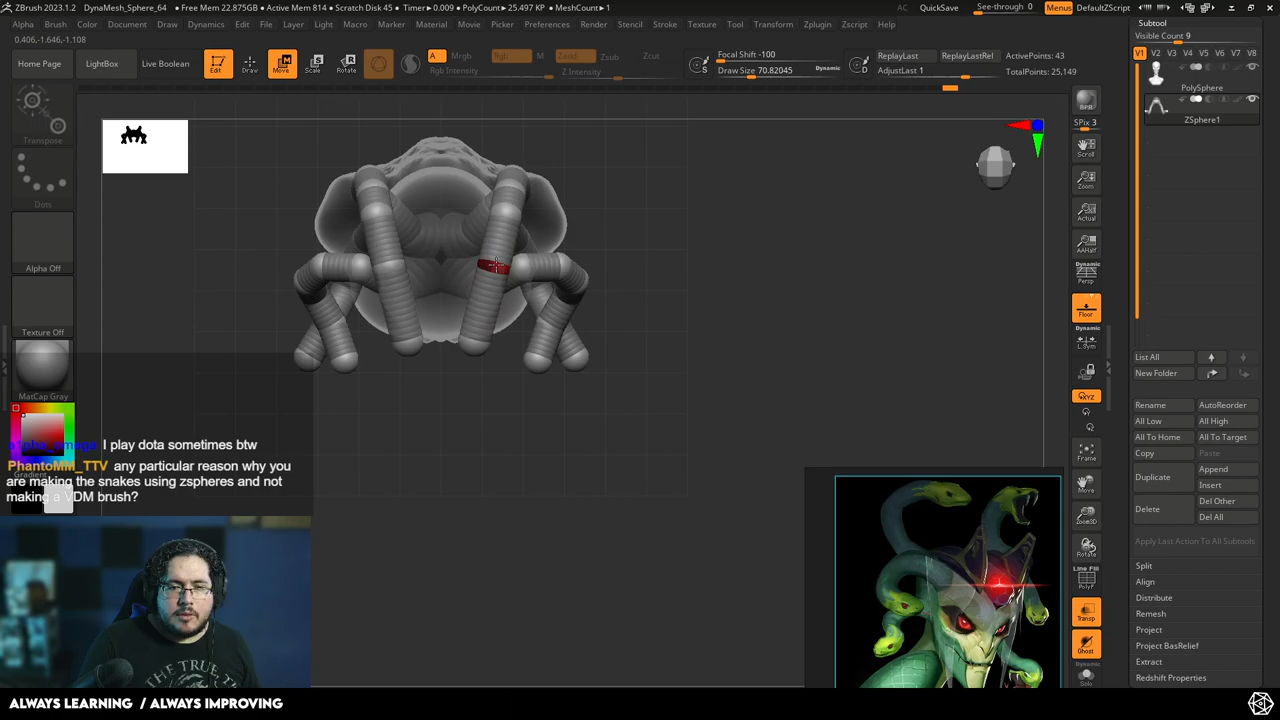 ZBrush 2023.1.2
DynaMesh_Sphere_64
• Free Mem 22.875GB • Active Mem 814 • Scratch Disk 45 • Timer▸0.009 • PolyCount▸25.497 KP • MeshCount▸1
AC
QuickSave
See-through 0
Menus
DefaultZScript
Alpha Brush Color Document Draw Dynamics Edit File Layer Light Macro Marker Material Movie Picker Preferences Render Stencil Stroke Texture Tool Transform Zplugin Zscript Help
0.406,-1.646,-1.108
Home Page
LightBox
Live Boolean
Edit
Draw
Move
Scale
Rotate
A
Mrgb
Rgb
M
Rgb Intensity
Zadd
Zsub
Zcut
Z Intensity
Focal Shift -100
Draw Size 70.82045
Dynamic
ReplayLast
ReplayLastRel
AdjustLast 1
ActivePoints: 43
TotalPoints: 25,149
Transpose
Dots
Alpha Off
Texture Off
MatCap Gray
Gradient
I play dota sometimes btw
PhantoMM_TTV any particular reason why you
are making the snakes using zspheres and not
making a VDM brush?
BPR
SPix 3
Scroll
Zoom
Actual
AAHalf
Dynamic
Persp
Floor
Dynamic
L.Sym
XYZ
Frame
Move
Zoom3D
Rotate
Line Fill
PolyF
Transp
Ghost
Dynamic
Solo
Subtool
Visible Count 9
V1 V2 V3 V4 V5 V6 V7 V8
PolySphere
ZSphere1
List All
New Folder
Rename
AutoReorder
All Low
All High
All To Home
All To Target
Copy
Paste
Duplicate
Append
Insert
Delete
Del Other
Del All
Apply Last Action To All Subtools
Split
Align
Distribute
Remesh
Project
Project BasRelief
Extract
Redshift Properties
THE TRUTH
ALWAYS LEARNING / ALWAYS IMPROVING